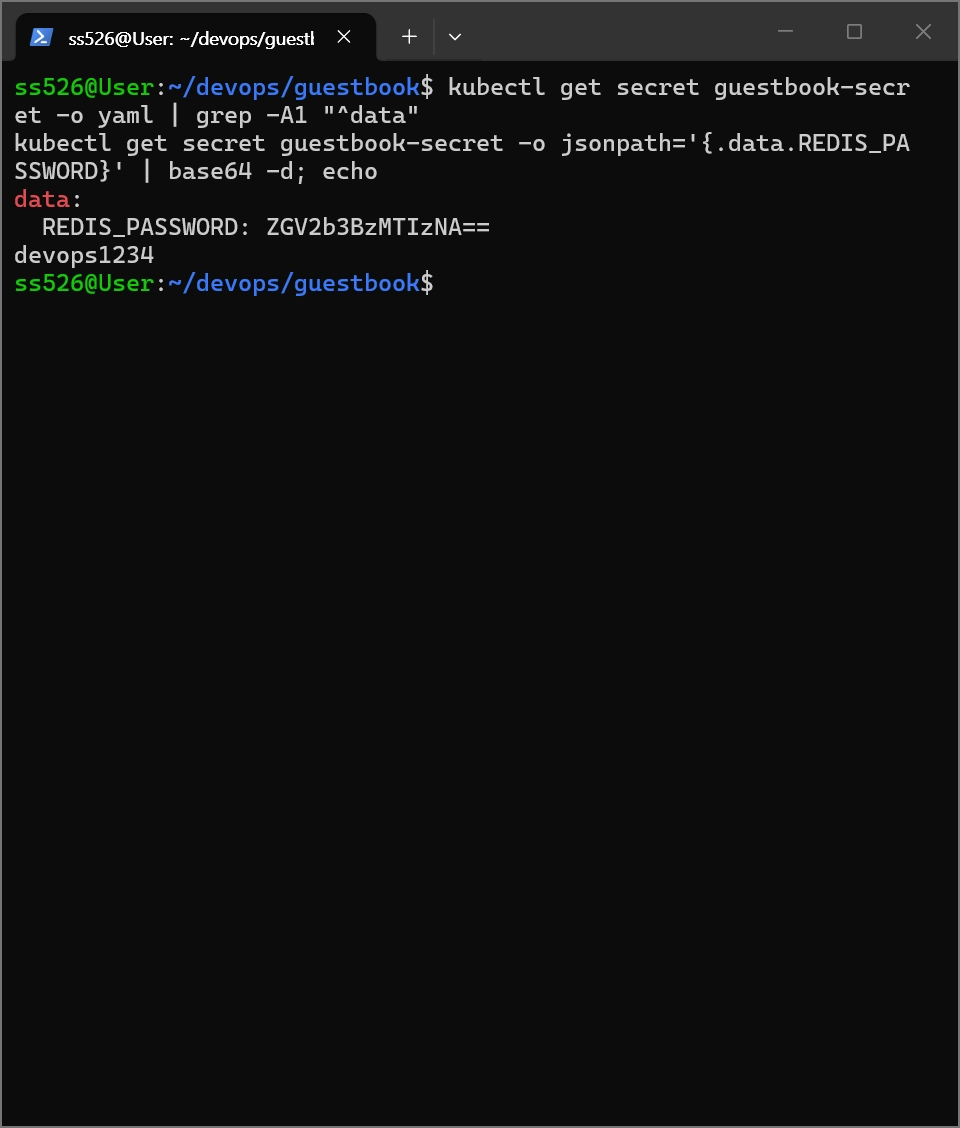 ss526@User: ~/devops/guestl
ss526@User:~/devops/guestbook$ kubectl get secret guestbook-secr
et -o yaml | grep -A1 "^data"
kubectl get secret guestbook-secret -o jsonpath='{.data.REDIS_PA
SSWORD}' | base64 -d; echo
data:
  REDIS_PASSWORD: ZGV2b3BzMTIzNA==
devops1234
ss526@User:~/devops/guestbook$